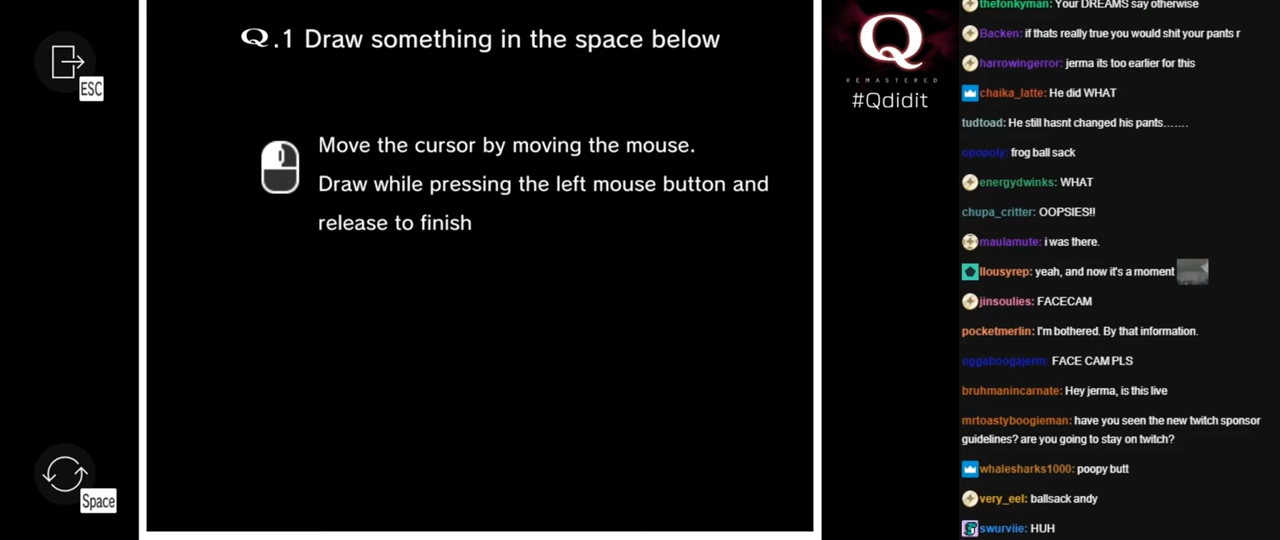 Q.1 Draw something in the space below
ESC
Move the cursor by moving the mouse.
Draw while pressing the left mouse button and
release to finish
Space
Q
REMASTERED
#Qdidit
thefonkyman: Your DREAMS say otherwise
Backen: if thats really true you would shit your pants r
harrowingerror: jerma its too earlier for this
chaika_latte: He did WHAT
tudtoad: He still hasnt changed his pants…….
opopoly: frog ball sack
energydwinks: WHAT
chupa_critter: OOPSIES!!
maulamute: i was there.
llousyrep: yeah, and now it's a moment
jinsoulies: FACECAM
pocketmerlin: I'm bothered. By that information.
oggaboogajerm: FACE CAM PLS
bruhmanincarnate: Hey jerma, is this live
mrtoastyboogieman: have you seen the new twitch sponsor
guidelines? are you going to stay on twitch?
whalesharks1000: poopy butt
very_eel: ballsack andy
swurviie: HUH